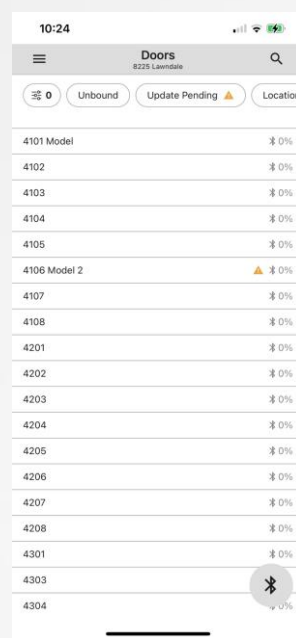 10:24
Doors
8225 Lawndale
0
Unbound
Update Pending
Location
4101 Model 0%
4102 0%
4103 0%
4104 0%
4105 0%
4106 Model 2 0%
4107 0%
4108 0%
4201 0%
4202 0%
4203 0%
4204 0%
4205 0%
4206 0%
4207 0%
4208 0%
4301 0%
4303
4304 0%